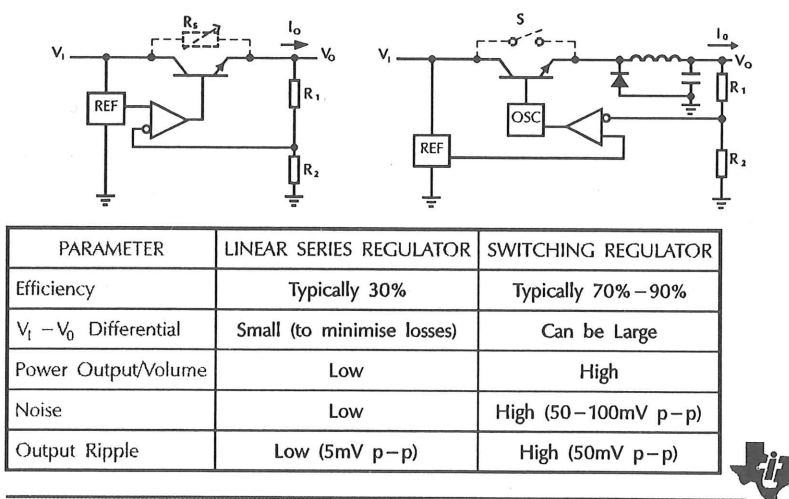 Rs
Io
VI
Vo
REF
R1
R2
S
Io
VI
Vo
OSC
REF
R1
R2
PARAMETER LINEAR SERIES REGULATOR SWITCHING REGULATOR
Efficiency Typically 30% Typically 70%–90%
VI – V0 Differential Small (to minimise losses) Can be Large
Power Output/Volume Low High
Noise Low High (50–100mV p–p)
Output Ripple Low (5mV p–p) High (50mV p–p)
ti